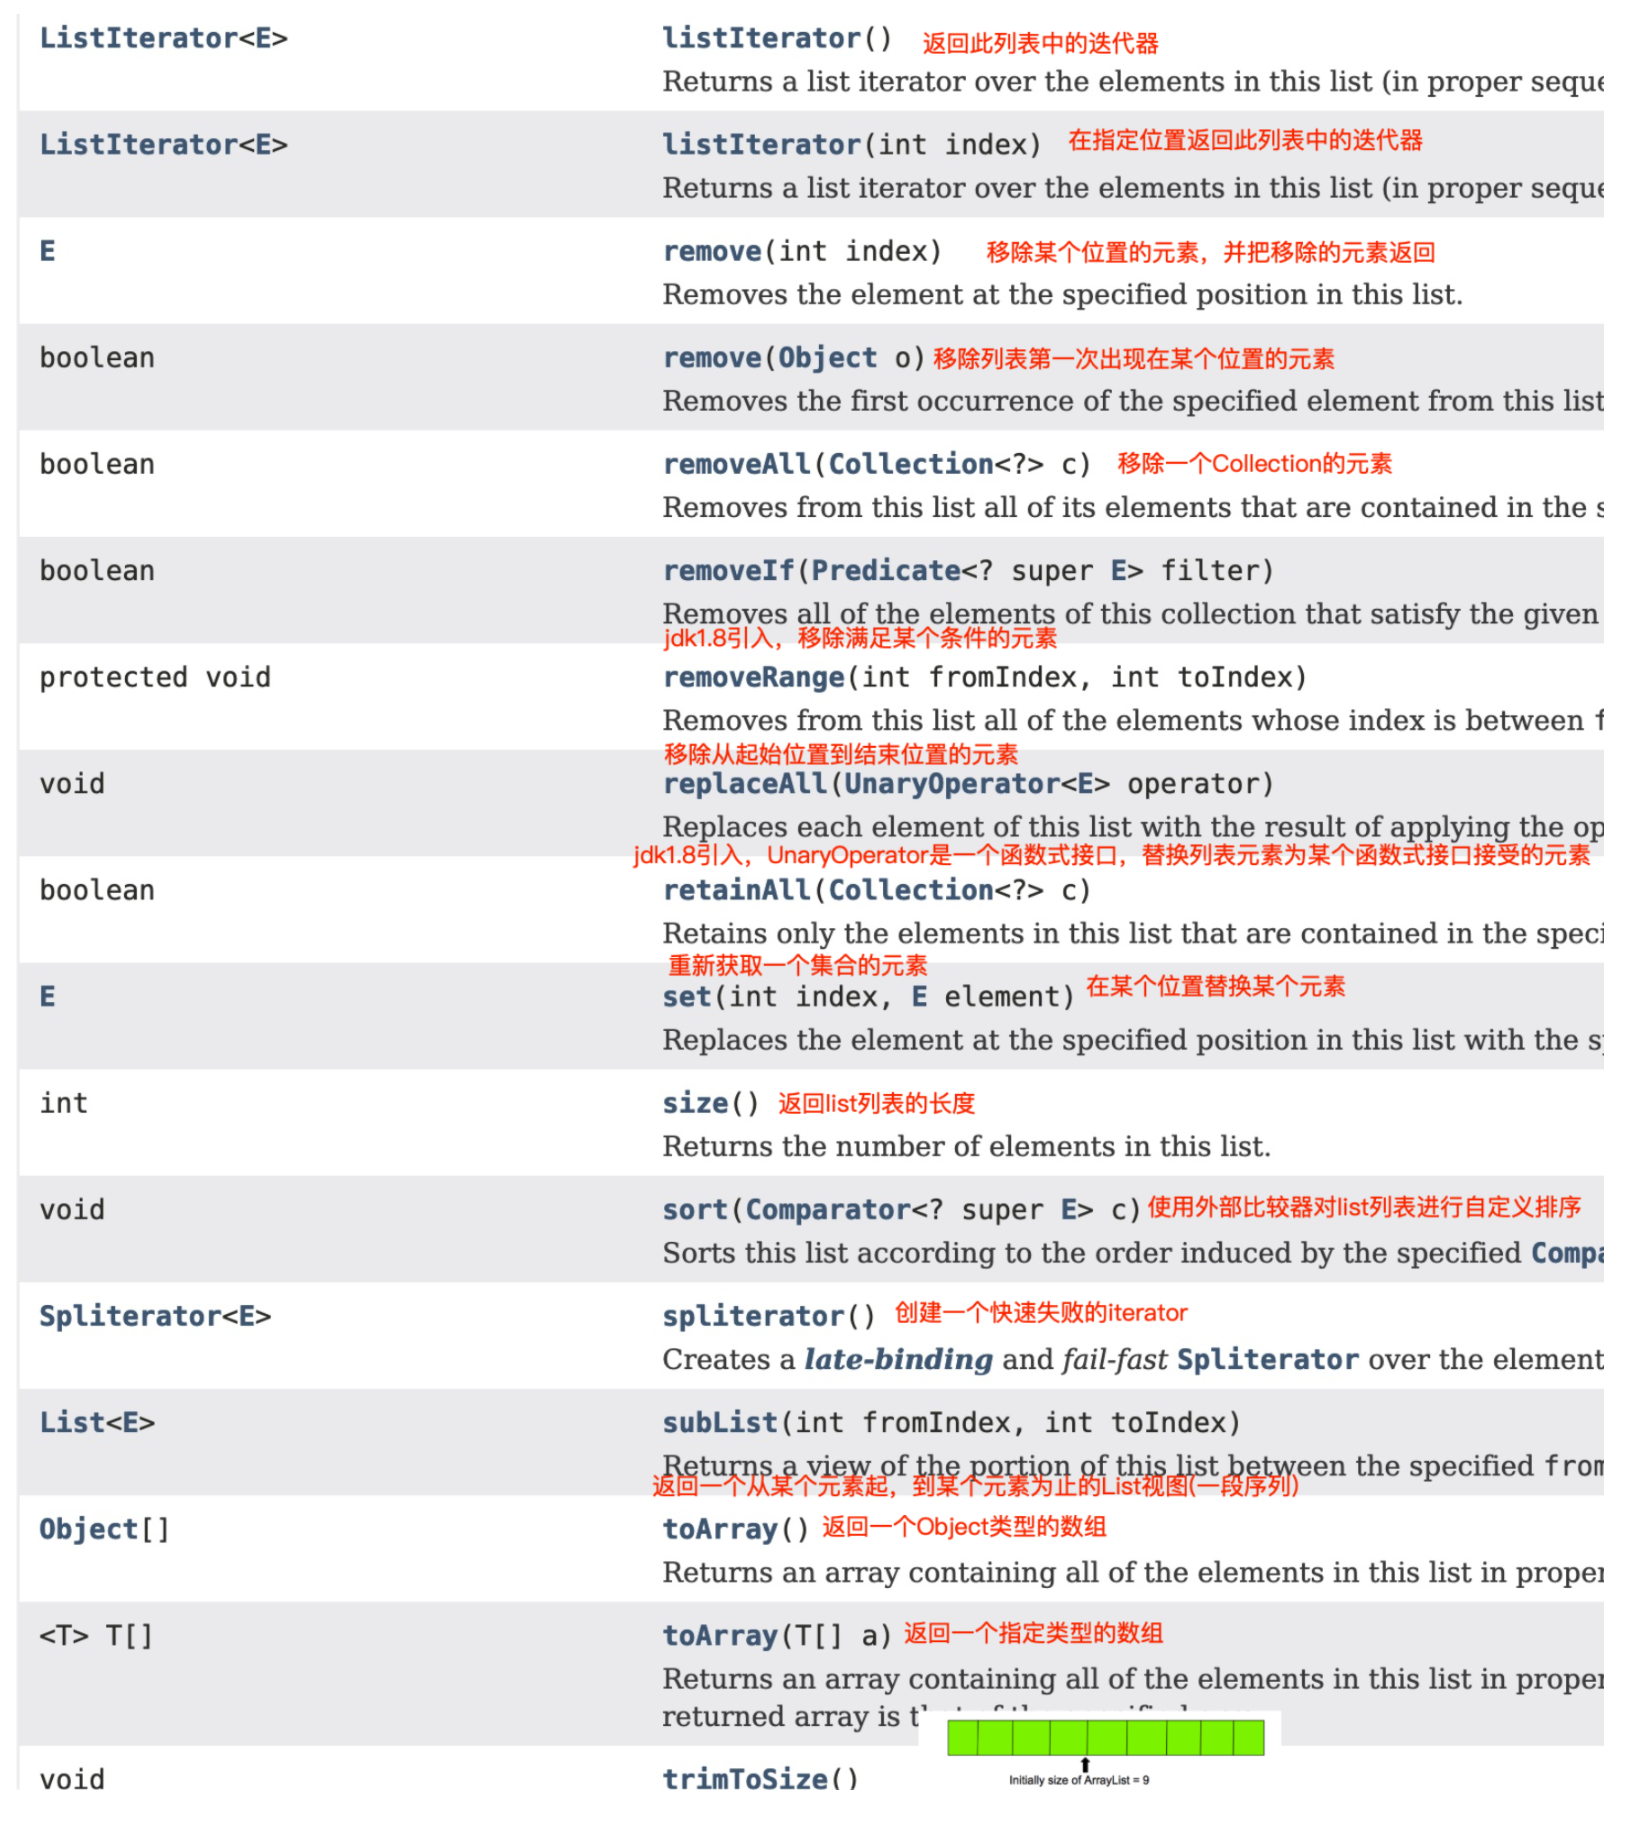 ListIterator<E> listIterator() 返回此列表中的迭代器
Returns a list iterator over the elements in this list (in proper seque
ListIterator<E> listIterator(int index) 在指定位置返回此列表中的迭代器
Returns a list iterator over the elements in this list (in proper seque
E remove(int index) 移除某个位置的元素，并把移除的元素返回
Removes the element at the specified position in this list.
boolean remove(Object o) 移除列表第一次出现在某个位置的元素
Removes the first occurrence of the specified element from this list
boolean removeAll(Collection<?> c) 移除一个Collection的元素
Removes from this list all of its elements that are contained in the s
boolean removeIf(Predicate<? super E> filter)
Removes all of the elements of this collection that satisfy the given
jdk1.8引入，移除满足某个条件的元素
protected void removeRange(int fromIndex, int toIndex)
Removes from this list all of the elements whose index is between f
移除从起始位置到结束位置的元素
void replaceAll(UnaryOperator<E> operator)
Replaces each element of this list with the result of applying the op
jdk1.8引入，UnaryOperator是一个函数式接口，替换列表元素为某个函数式接口接受的元素
boolean retainAll(Collection<?> c)
Retains only the elements in this list that are contained in the speci
重新获取一个集合的元素
E set(int index, E element) 在某个位置替换某个元素
Replaces the element at the specified position in this list with the s
int size() 返回list列表的长度
Returns the number of elements in this list.
void sort(Comparator<? super E> c) 使用外部比较器对list列表进行自定义排序
Sorts this list according to the order induced by the specified Compa
Spliterator<E> spliterator() 创建一个快速失败的iterator
Creates a late-binding and fail-fast Spliterator over the element
List<E> subList(int fromIndex, int toIndex)
Returns a view of the portion of this list between the specified from
返回一个从某个元素起，到某个元素为止的List视图(一段序列)
Object[] toArray() 返回一个Object类型的数组
Returns an array containing all of the elements in this list in proper
<T> T[] toArray(T[] a) 返回一个指定类型的数组
Returns an array containing all of the elements in this list in proper
returned array is
void trimToSize()
Initially size of ArrayList = 9